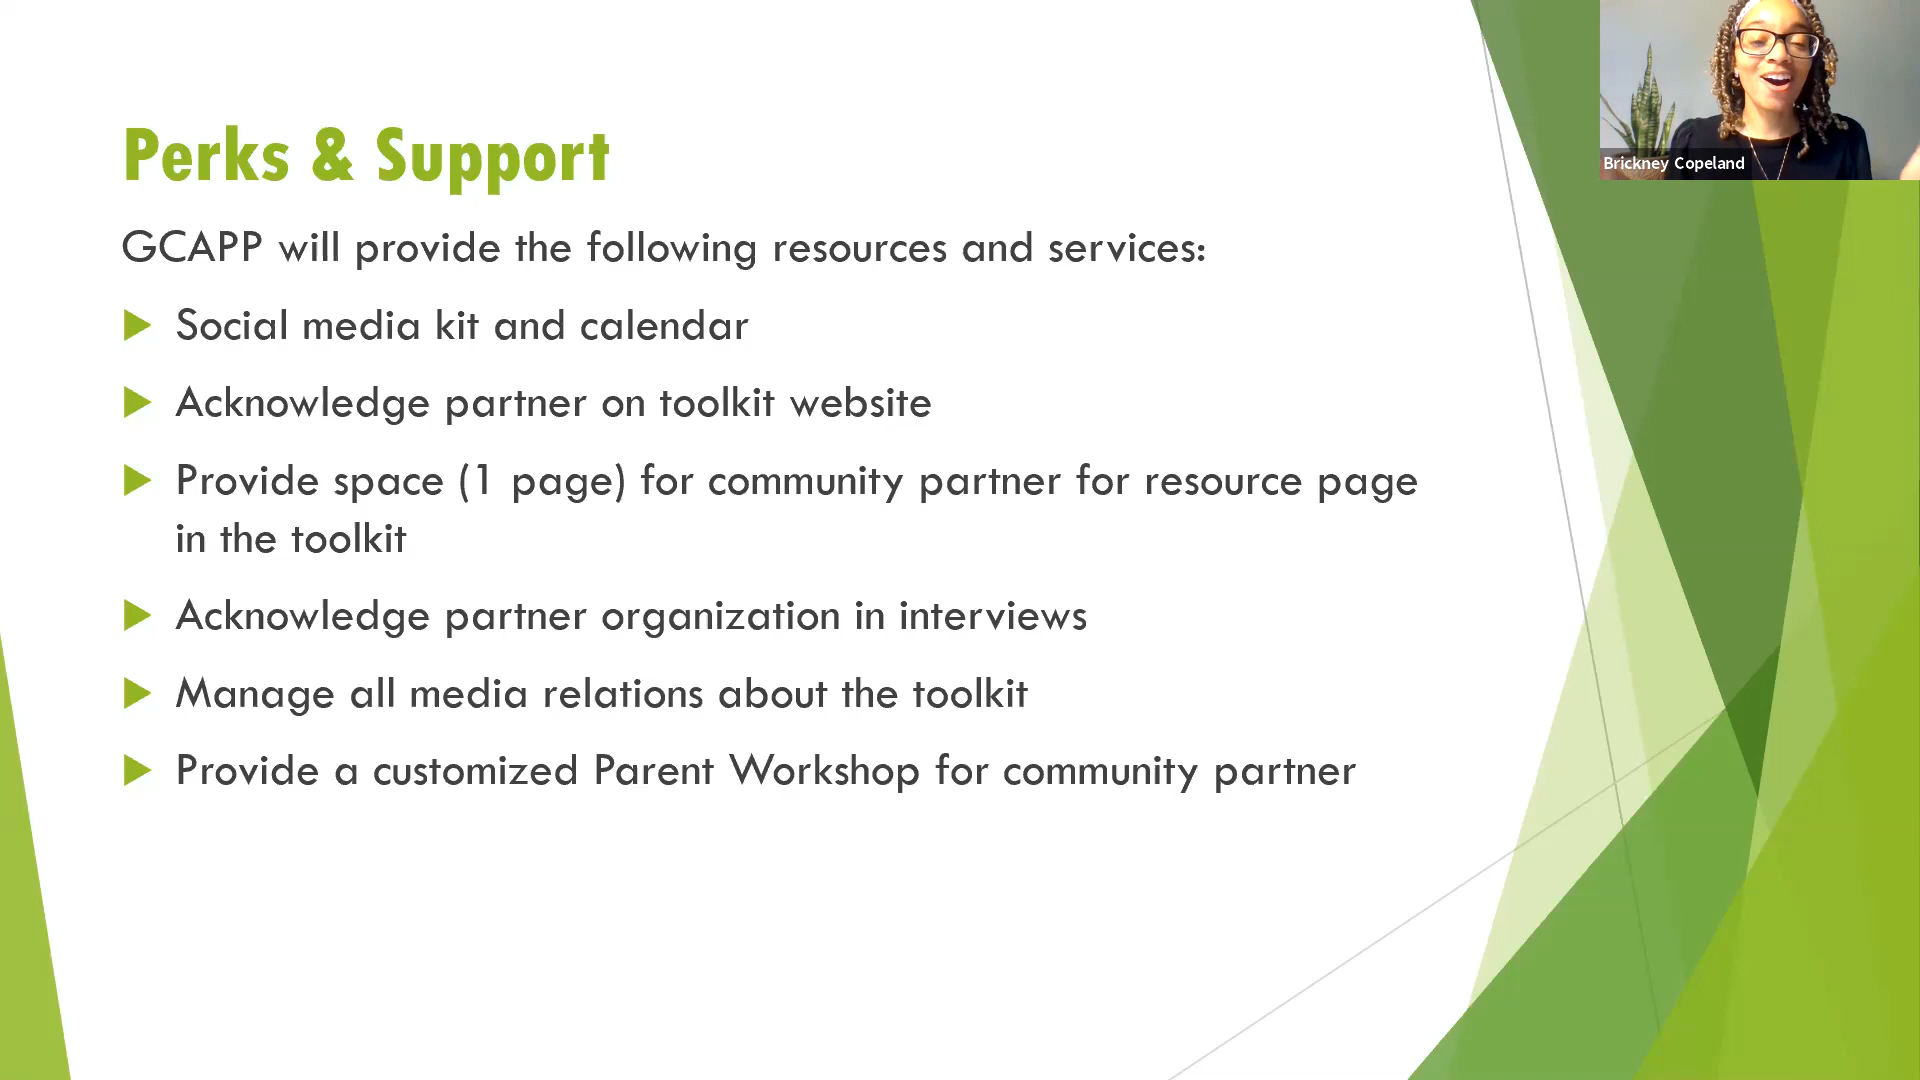 Perks & Support
GCAPP will provide the following resources and services:
Social media kit and calendar
Acknowledge partner on toolkit website
Provide space (1 page) for community partner for resource page
in the toolkit
Acknowledge partner organization in interviews
Manage all media relations about the toolkit
Provide a customized Parent Workshop for community partner
Brickney Copeland